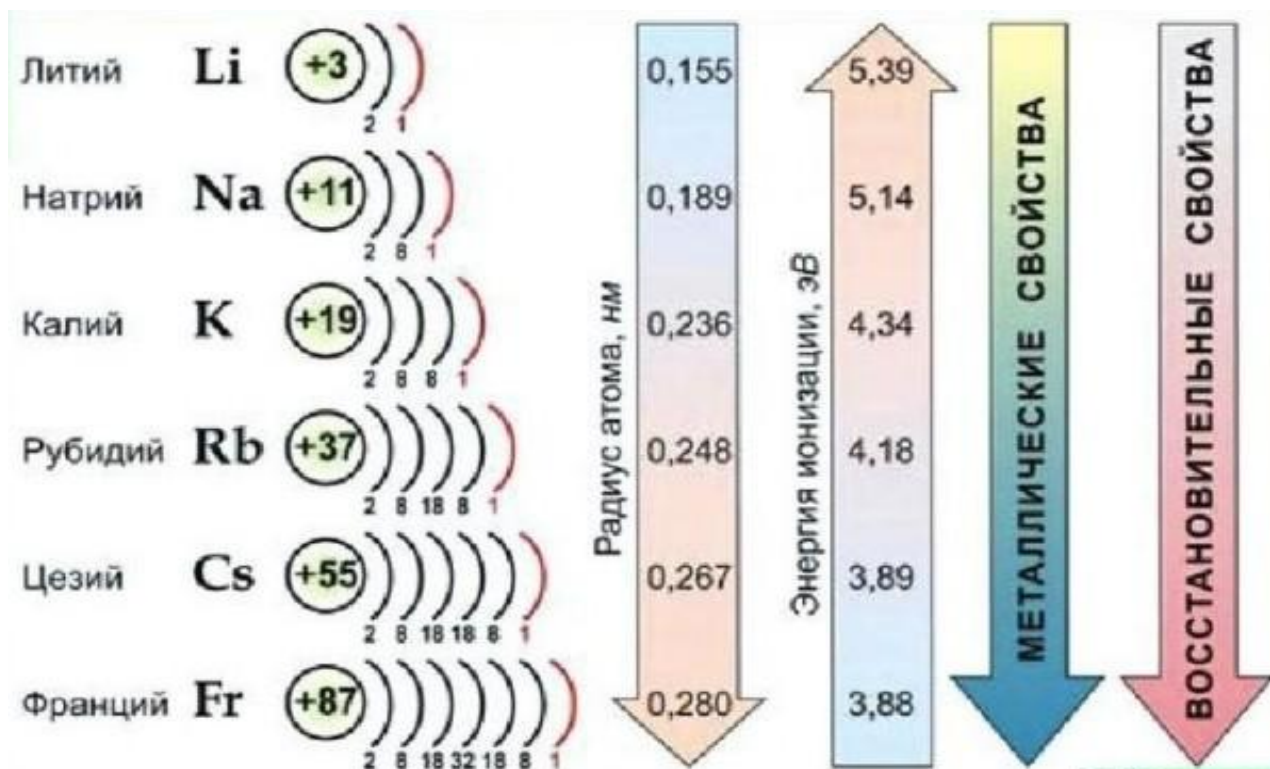 Литий Li +3 0,155 5,39
2 1
Натрий Na +11 0,189 5,14
2 8 1
Калий K +19 0,236 4,34
2 8 8 1
Рубидий Rb +37 0,248 4,18
2 8 18 8 1
Цезий Cs +55 0,267 3,89
2 8 18 18 8 1
Франций Fr +87 0,280 3,88
2 8 18 32 18 8 1
Радиус атома, нм
Энергия ионизации, эВ
МЕТАЛЛИЧЕСКИЕ СВОЙСТВА
ВОССТАНОВИТЕЛЬНЫЕ СВОЙСТВА